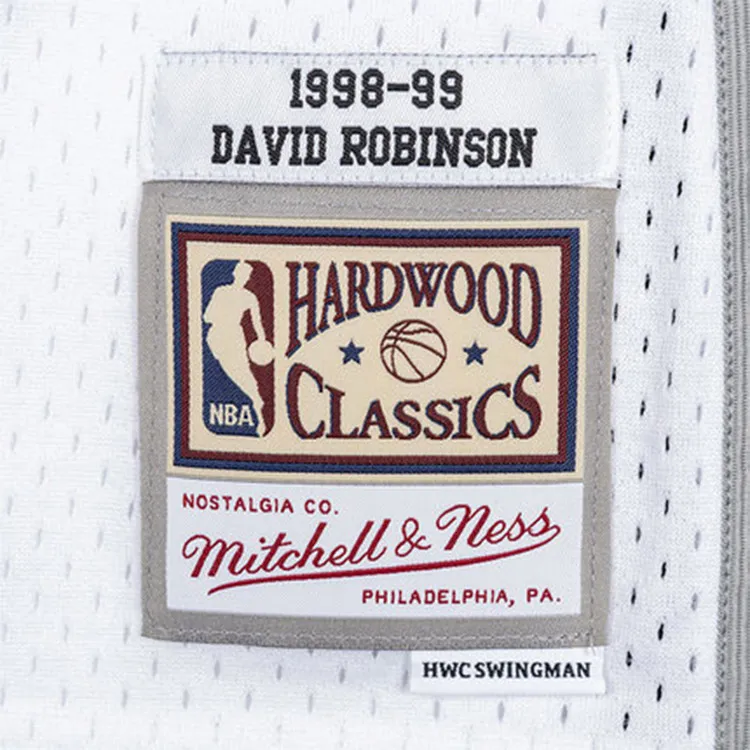 1998-99
DAVID ROBINSON
HARDWOOD
NBA
CLASSICS
NOSTALGIA CO.
Mitchell & Ness
PHILADELPHIA, PA.
HWC SWINGMAN